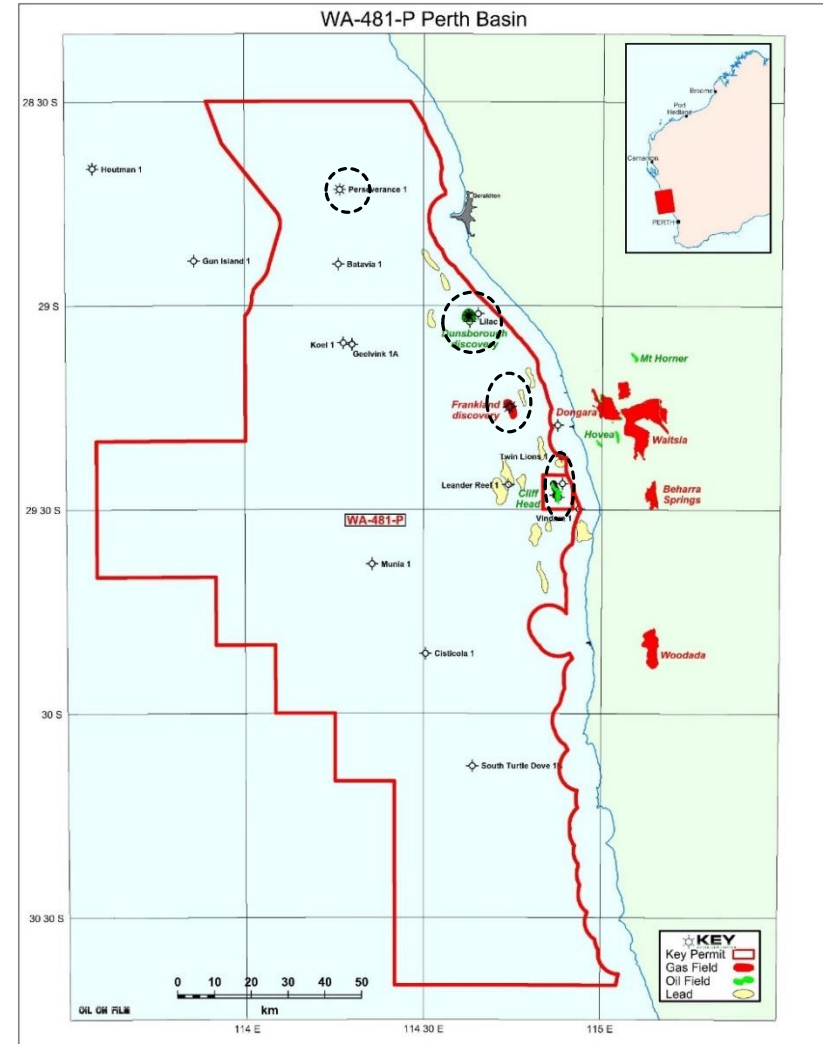 WA-481-P Perth Basin
28 30 S
Houtman 1
Perseverance 1
Geraldton
Broome
Port
Hedland
Carnarvon
PERTH
Gun Island 1
Batavia 1
29 S
Lilac
Dunsborough
discovery
Koel 1
Geelvink 1A
Mt Horner
Frankland
discovery
Dongara
Hovea
Waitsia
Twin Lions 1
Leander Reef 1
Cliff
Head
Beharra
Springs
29 30 S
WA-481-P
Munia 1
Cisticola 1
Woodada
30 S
South Turtle Dove 1
30 30 S
KEY
Key Permit
Gas Field
Oil Field
Lead
0 10 20 30 40 50
km
OIL ON FILM
114 E
114 30 E
115 E